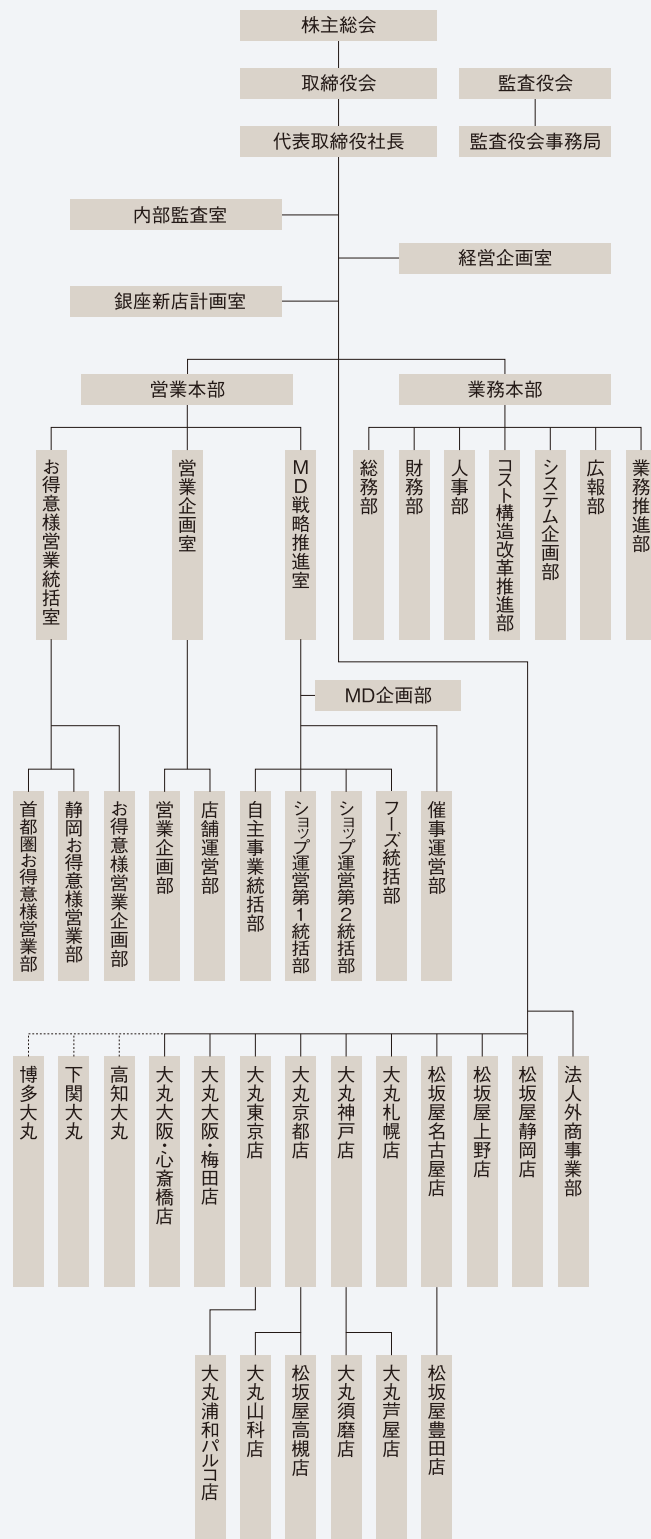 株主総会
取締役会
監査役会
代表取締役社長
監査役会事務局
内部監査室
経営企画室
銀座新店計画室
営業本部
業務本部
お得意様営業統括室
営業企画室
MD戦略推進室
総務部
財務部
人事部
コスト構造改革推進部
システム企画部
広報部
業務推進部
MD企画部
首都圏お得意様営業部
静岡お得意様営業部
お得意様営業企画部
営業企画部
店舗運営部
自主事業統括部
ショップ運営第1統括部
ショップ運営第2統括部
フーズ統括部
催事運営部
博多大丸
下関大丸
高知大丸
大丸大阪・心斎橋店
大丸大阪・梅田店
大丸東京店
大丸京都店
大丸神戸店
大丸札幌店
松坂屋名古屋店
松坂屋上野店
松坂屋静岡店
法人外商事業部
大丸浦和パルコ店
大丸山科店
松坂屋高槻店
大丸須磨店
大丸芦屋店
松坂屋豊田店